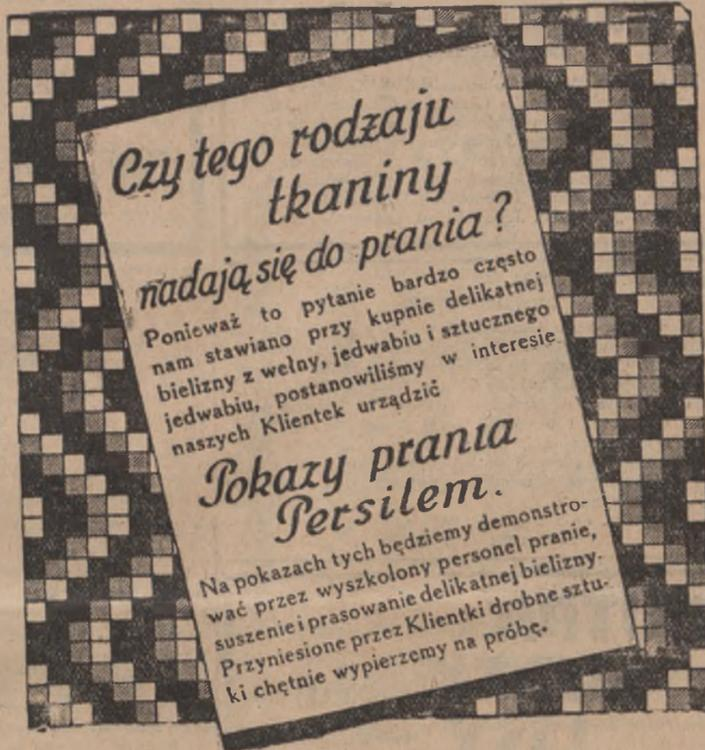 Czy tego rodzaju
tkaniny
nadają się do prania?
Ponieważ to pytanie bardzo często
nam stawiano przy kupnie delikatnej
bielizny z wełny, jedwabiu i sztucznego
jedwabiu, postanowiliśmy w interesie
naszych Klientek urządzić
Pokazy prania
Persilem.
Na pokazach tych będziemy demonstro-
wać przez wyszkolony personel pranie,
suszenie i prasowanie delikatnej bielizny.
Przyniesione przez Klientki drobne sztu-
ki chętnie wypierzemy na próbę.